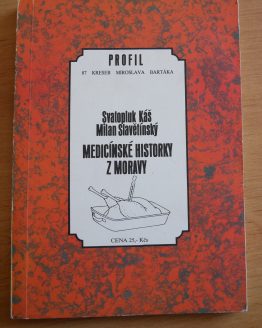 PROFIL
87 KRESEB MIROSLAVA BARTÁKA
Svatopluk Káš
Milan Slavětínský
MEDICÍNSKÉ HISTORKY
Z MORAVY
CENA 25,- Kčs